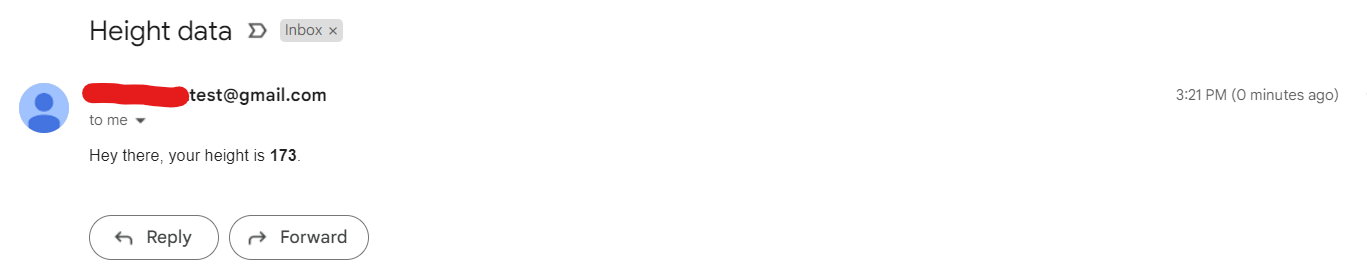 Height data Inbox ×
test@gmail.com 3:21 PM (0 minutes ago)
to me
Hey there, your height is 173.
Reply Forward